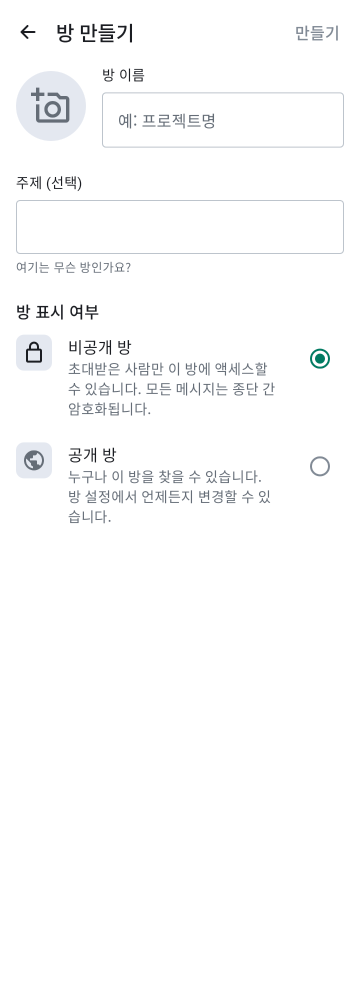 방 만들기
만들기
방 이름
예: 프로젝트명
주제 (선택)
여기는 무슨 방인가요?
방 표시 여부
비공개 방
초대받은 사람만 이 방에 액세스할
수 있습니다. 모든 메시지는 종단 간
암호화됩니다.
공개 방
누구나 이 방을 찾을 수 있습니다.
방 설정에서 언제든지 변경할 수 있
습니다.